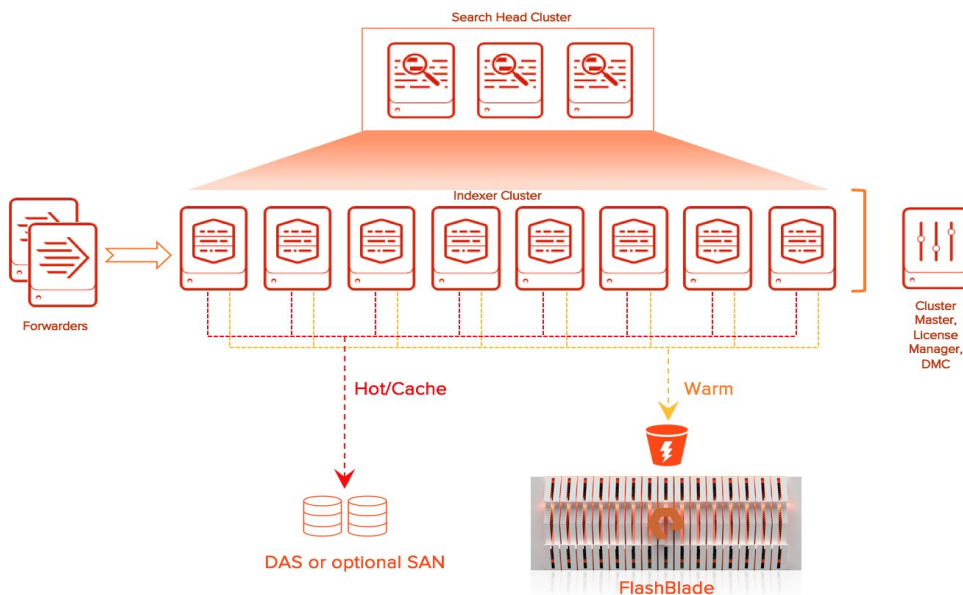 Search Head Cluster
Indexer Cluster
Forwarders
Cluster
Master,
License
Manager,
DMC
Hot/Cache
Warm
DAS or optional SAN
FlashBlade